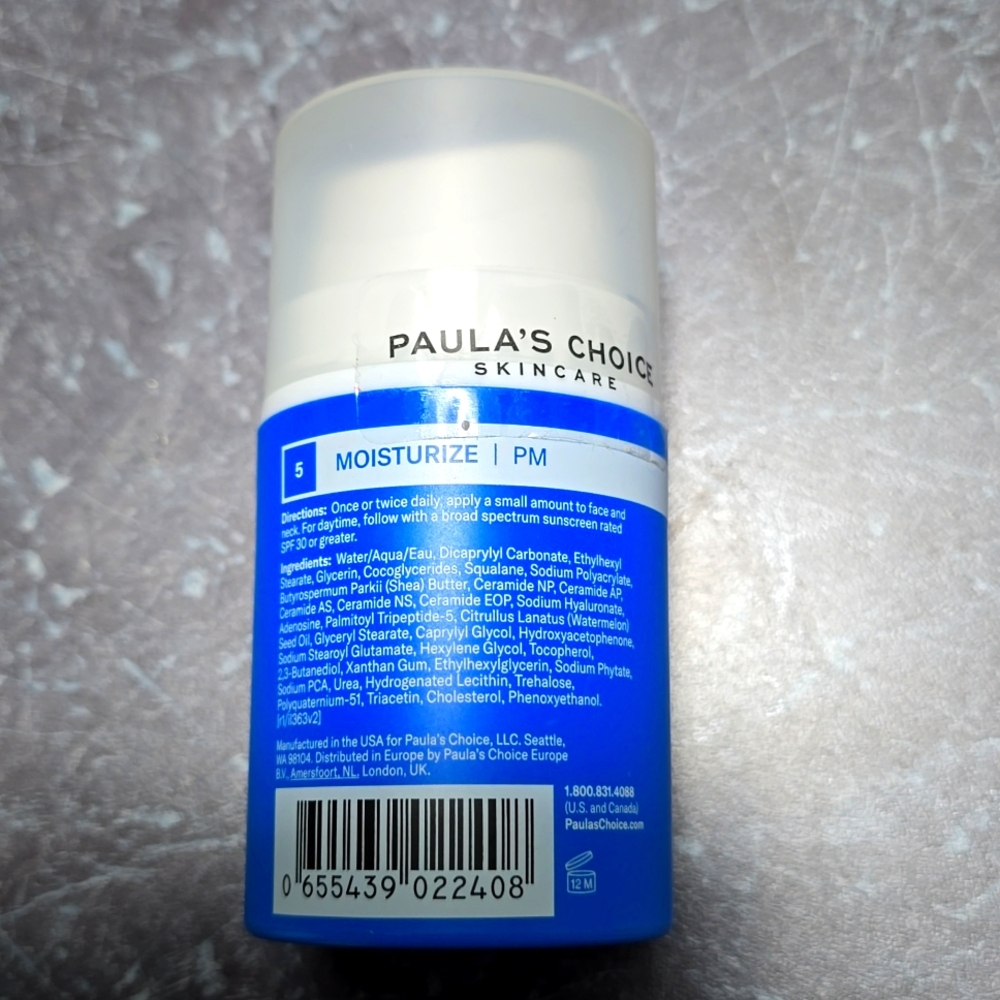 PAULA'S CHOICE
SKINCARE
5 MOISTURIZE | PM
Directions: Once or twice daily, apply a small amount to face and
neck. For daytime, follow with a broad spectrum sunscreen rated
SPF 30 or greater.
Ingredients: Water/Aqua/Eau, Dicaprylyl Carbonate, Ethylhexyl
Stearate, Glycerin, Cocoglycerides, Squalane, Sodium Polyacrylate,
Butyrospermum Parkii (Shea) Butter, Ceramide NP, Ceramide AP,
Ceramide AS, Ceramide NS, Ceramide EOP, Sodium Hyaluronate,
Adenosine, Palmitoyl Tripeptide-5, Citrullus Lanatus (Watermelon)
Seed Oil, Glyceryl Stearate, Caprylyl Glycol, Hydroxyacetophenone,
Sodium Stearoyl Glutamate, Hexylene Glycol, Tocopherol,
2,3-Butanediol, Xanthan Gum, Ethylhexylglycerin, Sodium Phytate,
Sodium PCA, Urea, Hydrogenated Lecithin, Trehalose,
Polyquaternium-51, Triacetin, Cholesterol, Phenoxyethanol.
Manufactured in the USA for Paula's Choice, LLC. Seattle,
WA 98104. Distributed in Europe by Paula's Choice Europe
B.V., Amersfoort, NL. London, UK.
1.800.831.4088
(U.S. and Canada)
PaulasChoice.com
0 655439 022408
12 M